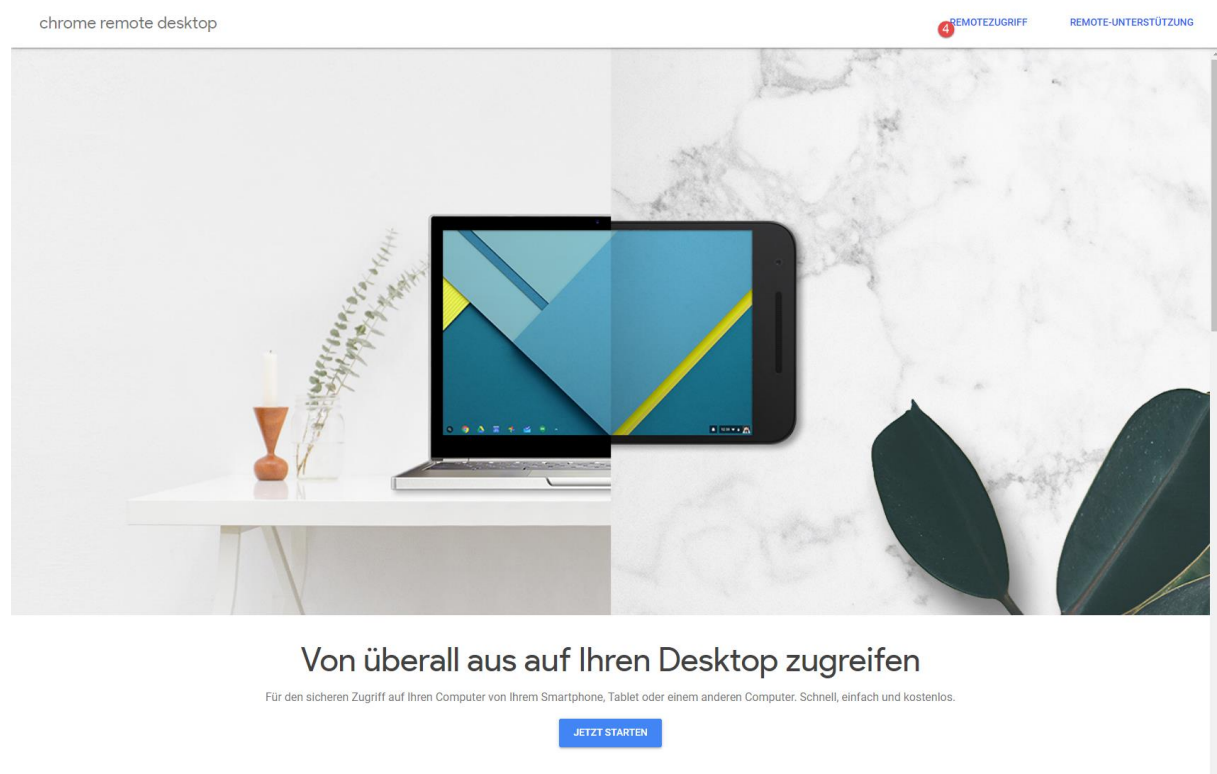 chrome remote desktop
4 REMOTEZUGRIFF REMOTE-UNTERSTÜTZUNG
Von überall aus auf Ihren Desktop zugreifen
Für den sicheren Zugriff auf Ihren Computer von Ihrem Smartphone, Tablet oder einem anderen Computer. Schnell, einfach und kostenlos.
JETZT STARTEN